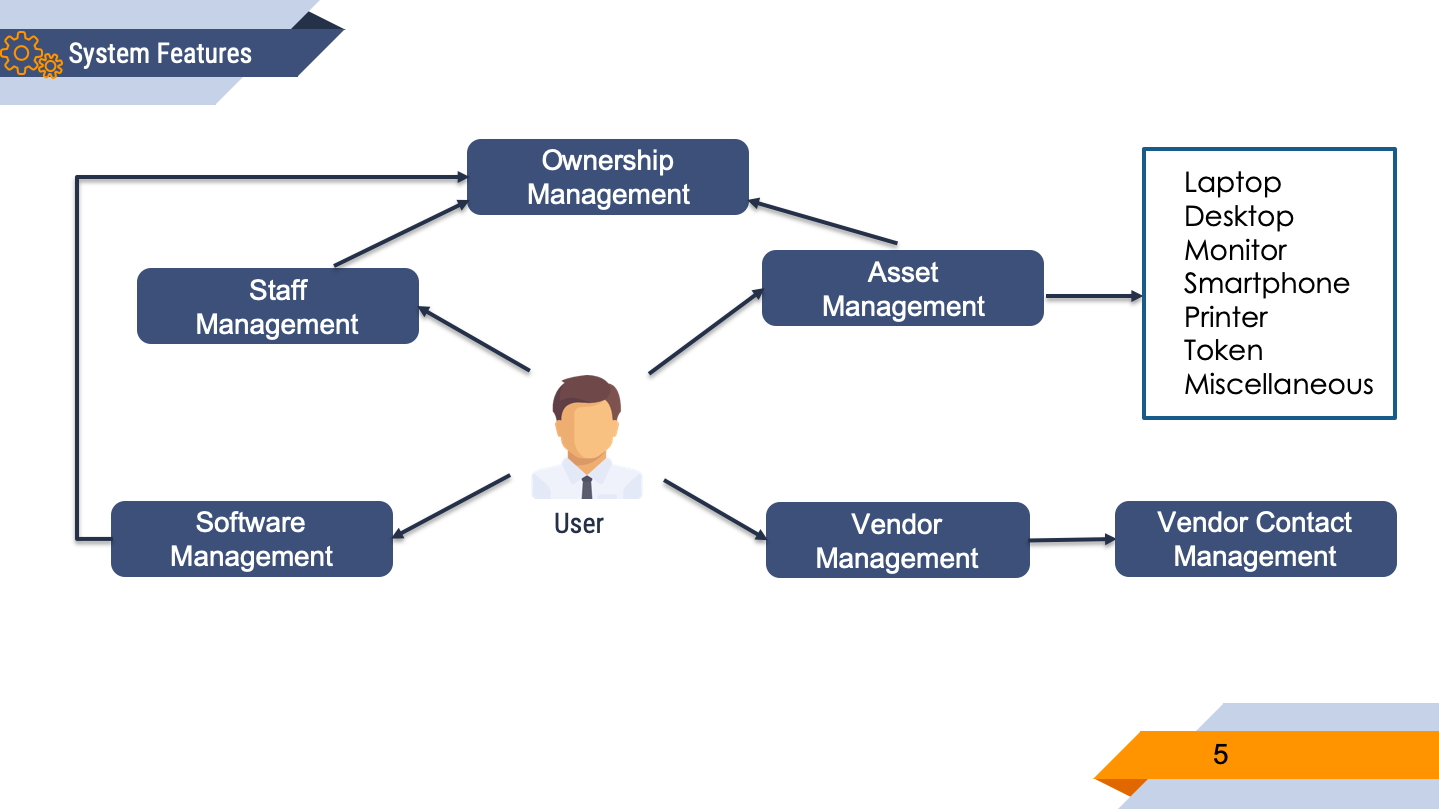 System Features
Ownership
Management
Staff
Management
Asset
Management
Laptop
Desktop
Monitor
Smartphone
Printer
Token
Miscellaneous
User
Software
Management
Vendor
Management
Vendor Contact
Management
5